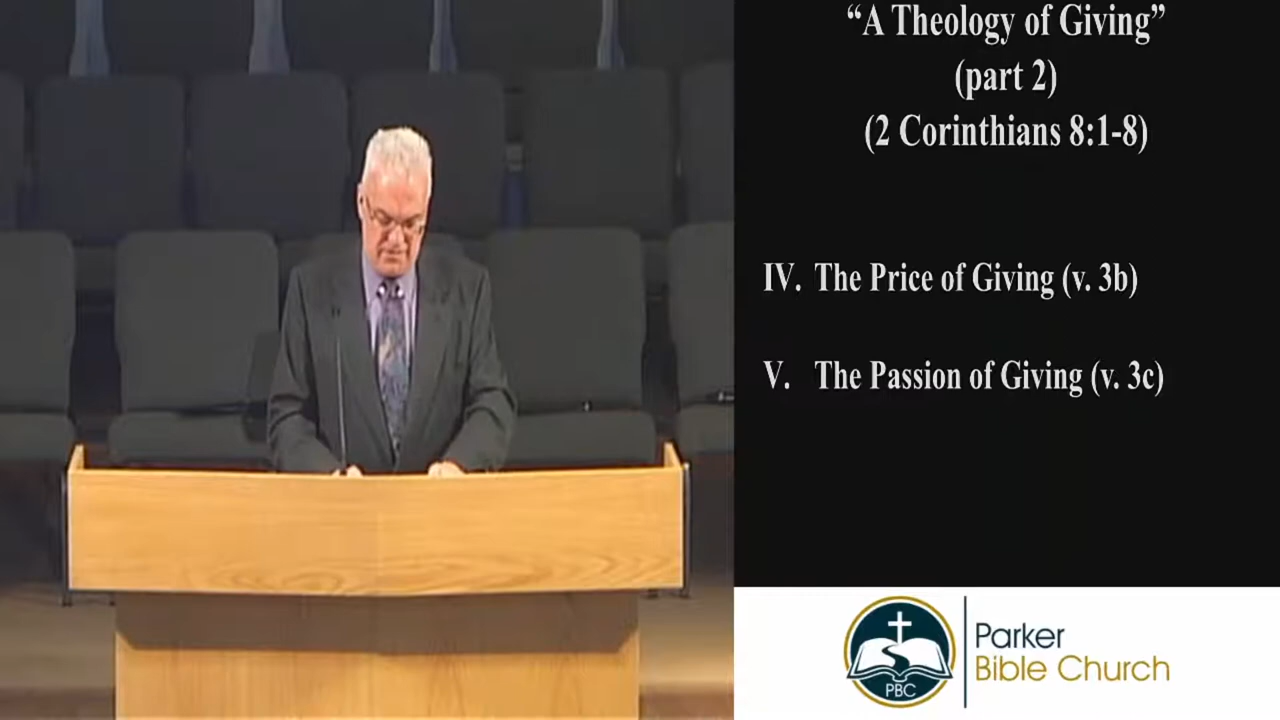 “A Theology of Giving”
(part 2)
(2 Corinthians 8:1-8)
IV. The Price of Giving (v. 3b)
V. The Passion of Giving (v. 3c)
PBC
Parker
Bible Church